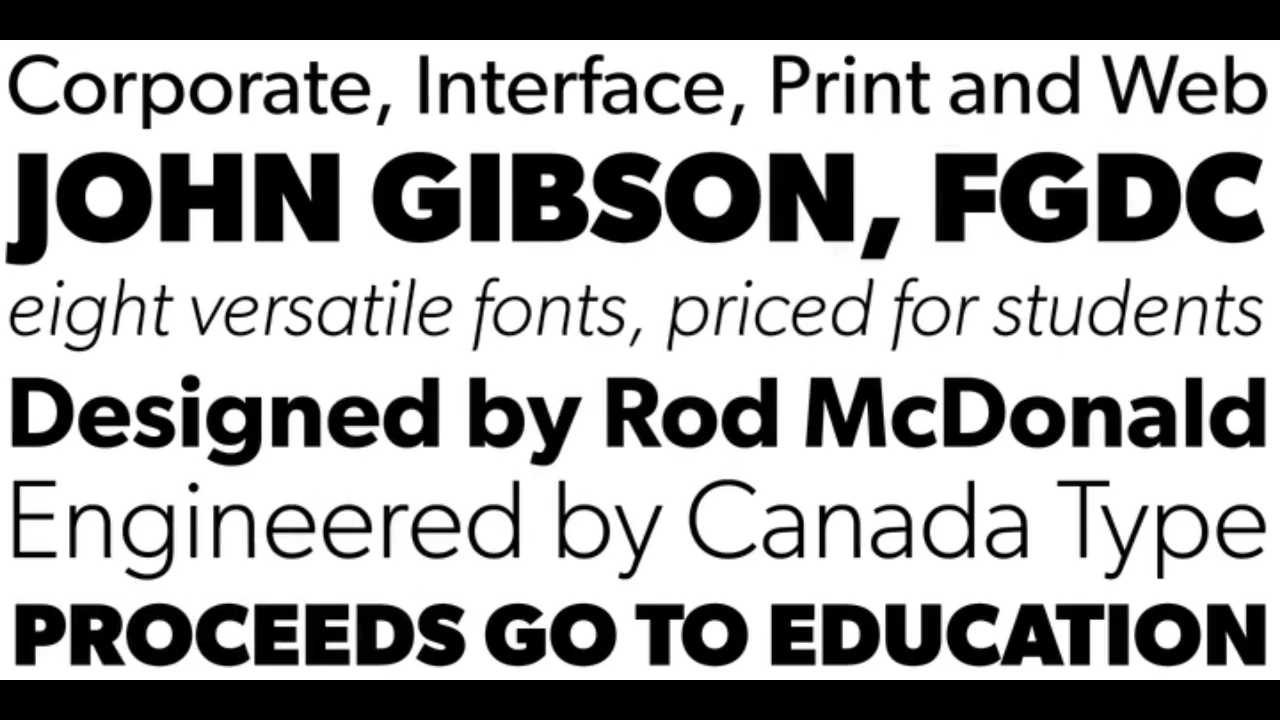 Corporate, Interface, Print and Web
JOHN GIBSON, FGDC
eight versatile fonts, priced for students
Designed by Rod McDonald
Engineered by Canada Type
PROCEEDS GO TO EDUCATION